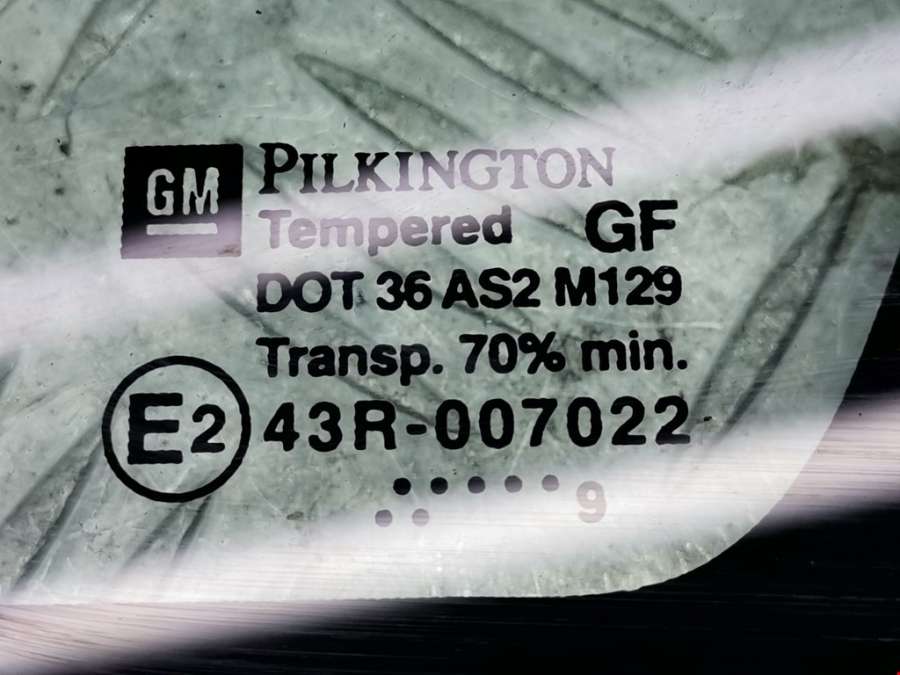 GM PILKINGTON
Tempered GF
DOT 36 AS2 M129
Transp. 70% min.
E2 43R-007022
9